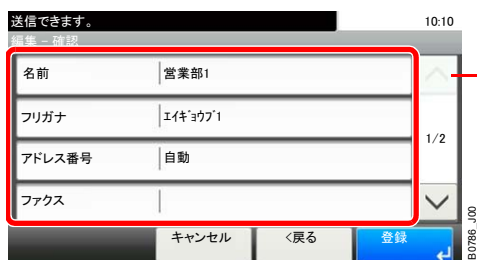 送信できます。 10:10
編集 - 確認
名前 営業部1
フリガナ ｴｲｷﾞｮｳﾌﾞ1
アドレス番号 自動
1/2
ファクス
キャンセル <戻る 登録
B0786_J00